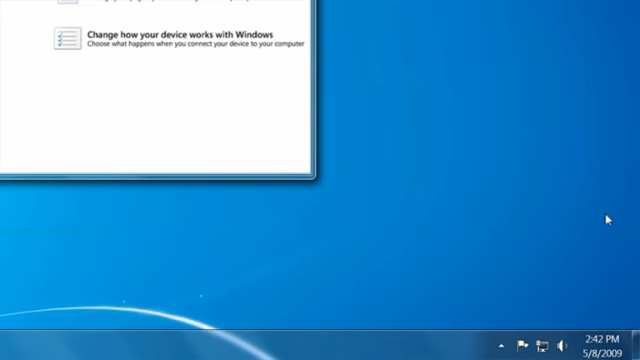 Change how your device works with Windows
Choose what happens when you connect your device to your computer
2:42 PM
5/8/2009